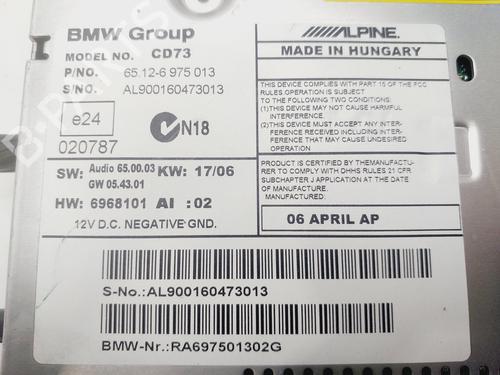 BMW Group
MODEL NO. CD73
P/NO. 65.12-6 975 013
S/NO. AL900160473013
e24
020787
N18
SW: Audio 65.00.03 KW: 17/06
GW 05.43.01
HW: 6968101 AI : 02
12V D.C. NEGATIVE GND.
ALPINE
MADE IN HUNGARY
THIS DEVICE COMPLIES WITH PART 15 OF THE FCC
RULES OPERATION IS SUBJECT TO THE
FOLLOWING TWO CONDITIONS:
(1)THIS DEVICE MAY NOT CAUSE HARMFUL
INTERFERENCE
(2)THIS DEVICE MUST ACCEPT ANY INTERFER-
ENCE RECEIVED INCLUDING INTERFERENCE
THAT MAY CAUSE UNDESIRED OPERATION.
PRODUCT IS CERTIFIED BY THEMANUFACTU-
RER TO COMPLY WITH DHHS RULES 21 CFR
SUBCHAPTER J APPLICATION AT THE DATE OF
MANUFACTURE.
MANUFACTURED:
06 APRIL AP
S-No.:AL900160473013
BMW-Nr.:RA697501302G